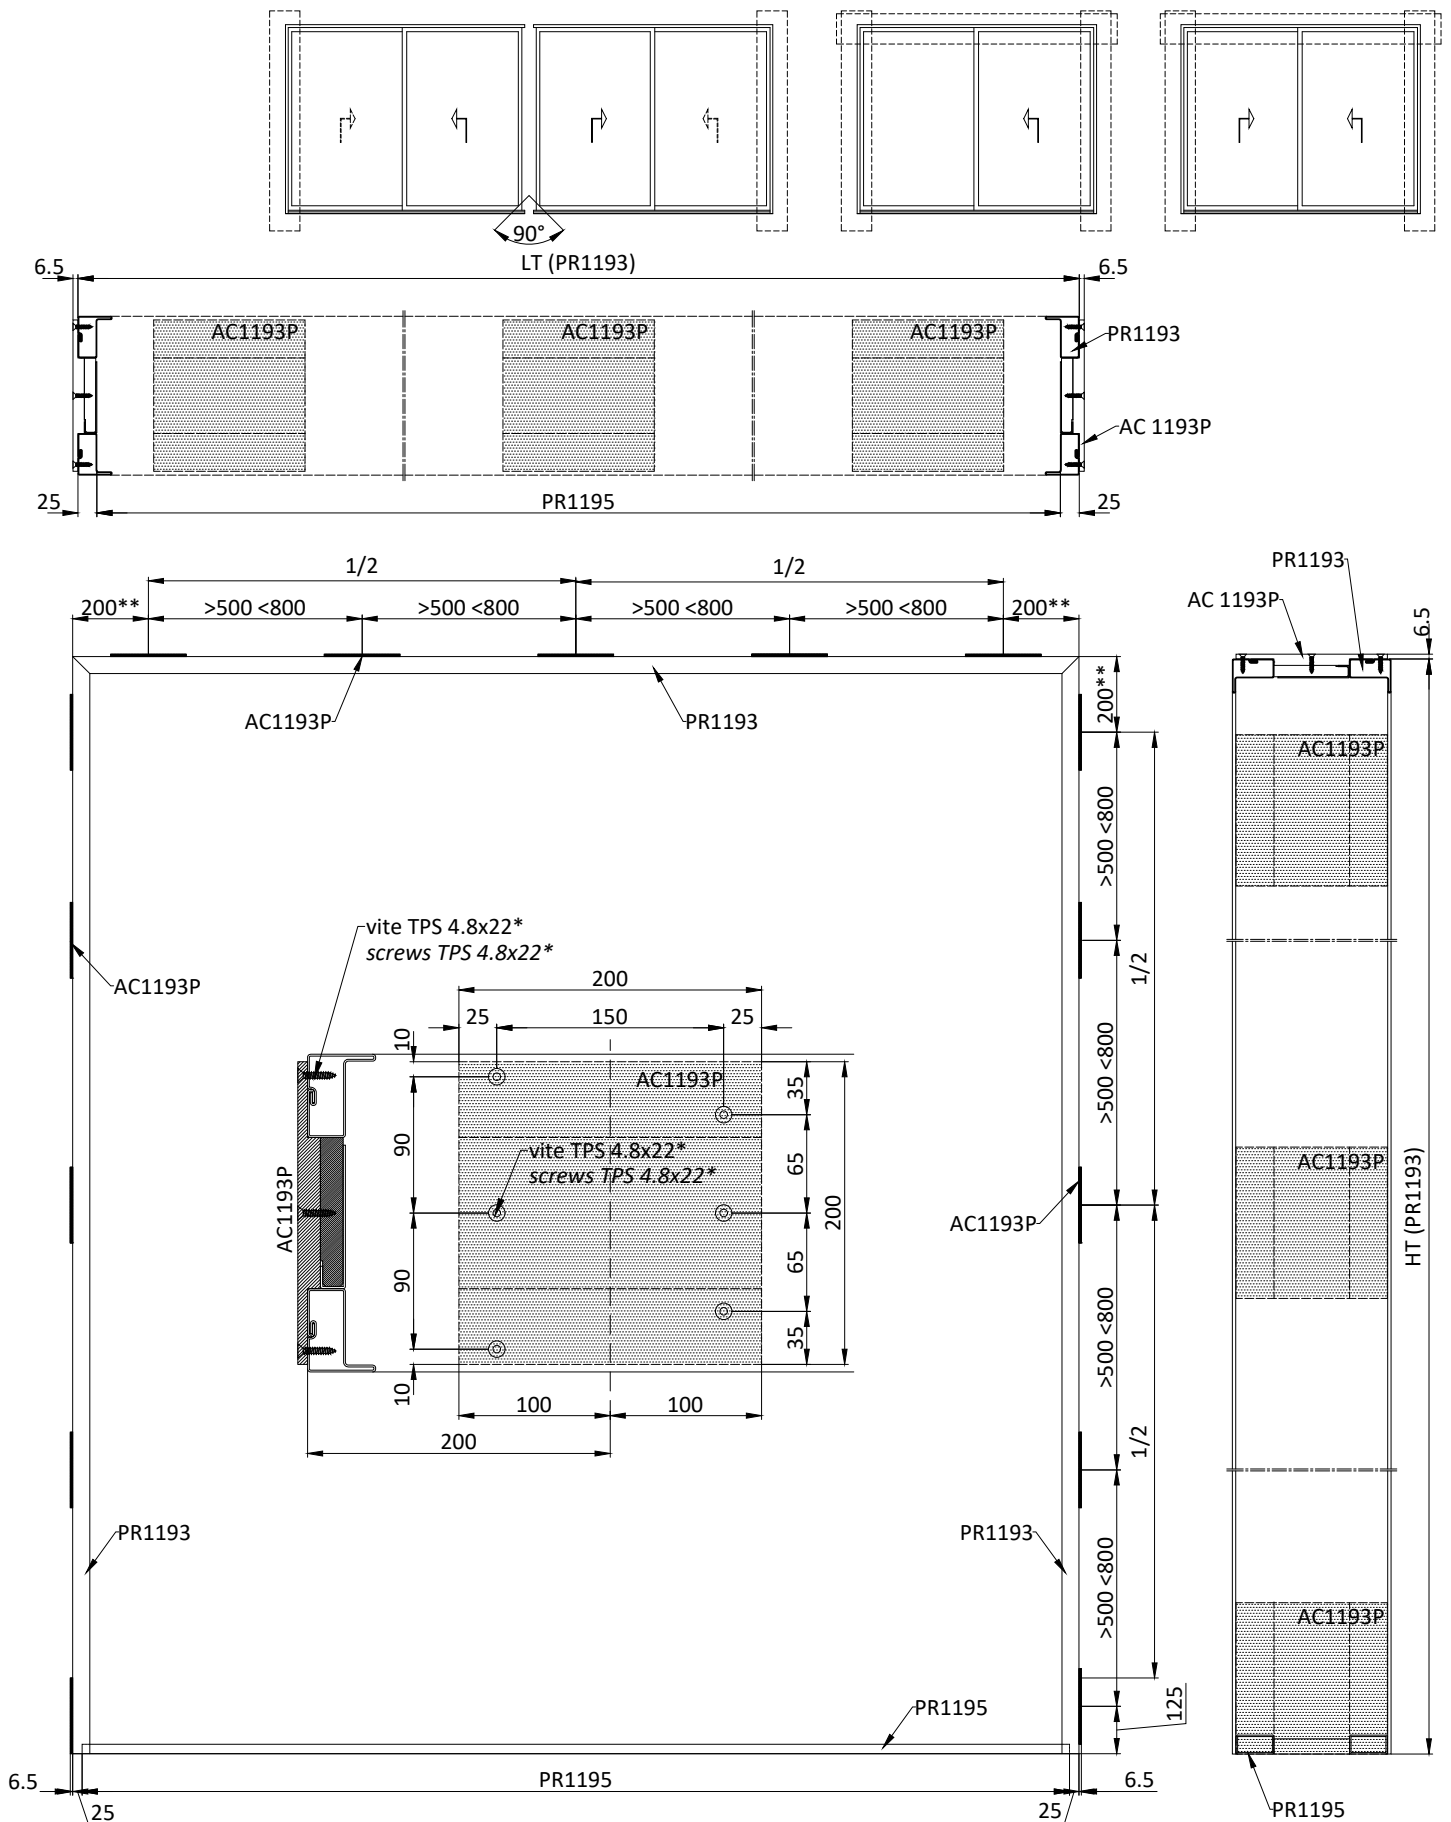 90°
LT (PR1193)
6.5
6.5
AC1193P
AC1193P
AC1193P
PR1193
AC 1193P
25
PR1195
25
1/2
1/2
200**
>500 <800
>500 <800
>500 <800
>500 <800
200**
AC1193P
PR1193
200**
>500 <800
1/2
>500 <800
>500 <800
1/2
>500 <800
125
AC1193P
vite TPS 4.8x22*
screws TPS 4.8x22*
200
25
150
25
10
90
90
10
AC1193P
AC1193P
vite TPS 4.8x22*
screws TPS 4.8x22*
35
65
65
35
200
100
100
200
AC1193P
PR1193
PR1193
PR1195
6.5
PR1195
6.5
25
25
PR1193
AC 1193P
6.5
AC1193P
AC1193P
HT (PR1193)
AC1193P
PR1195